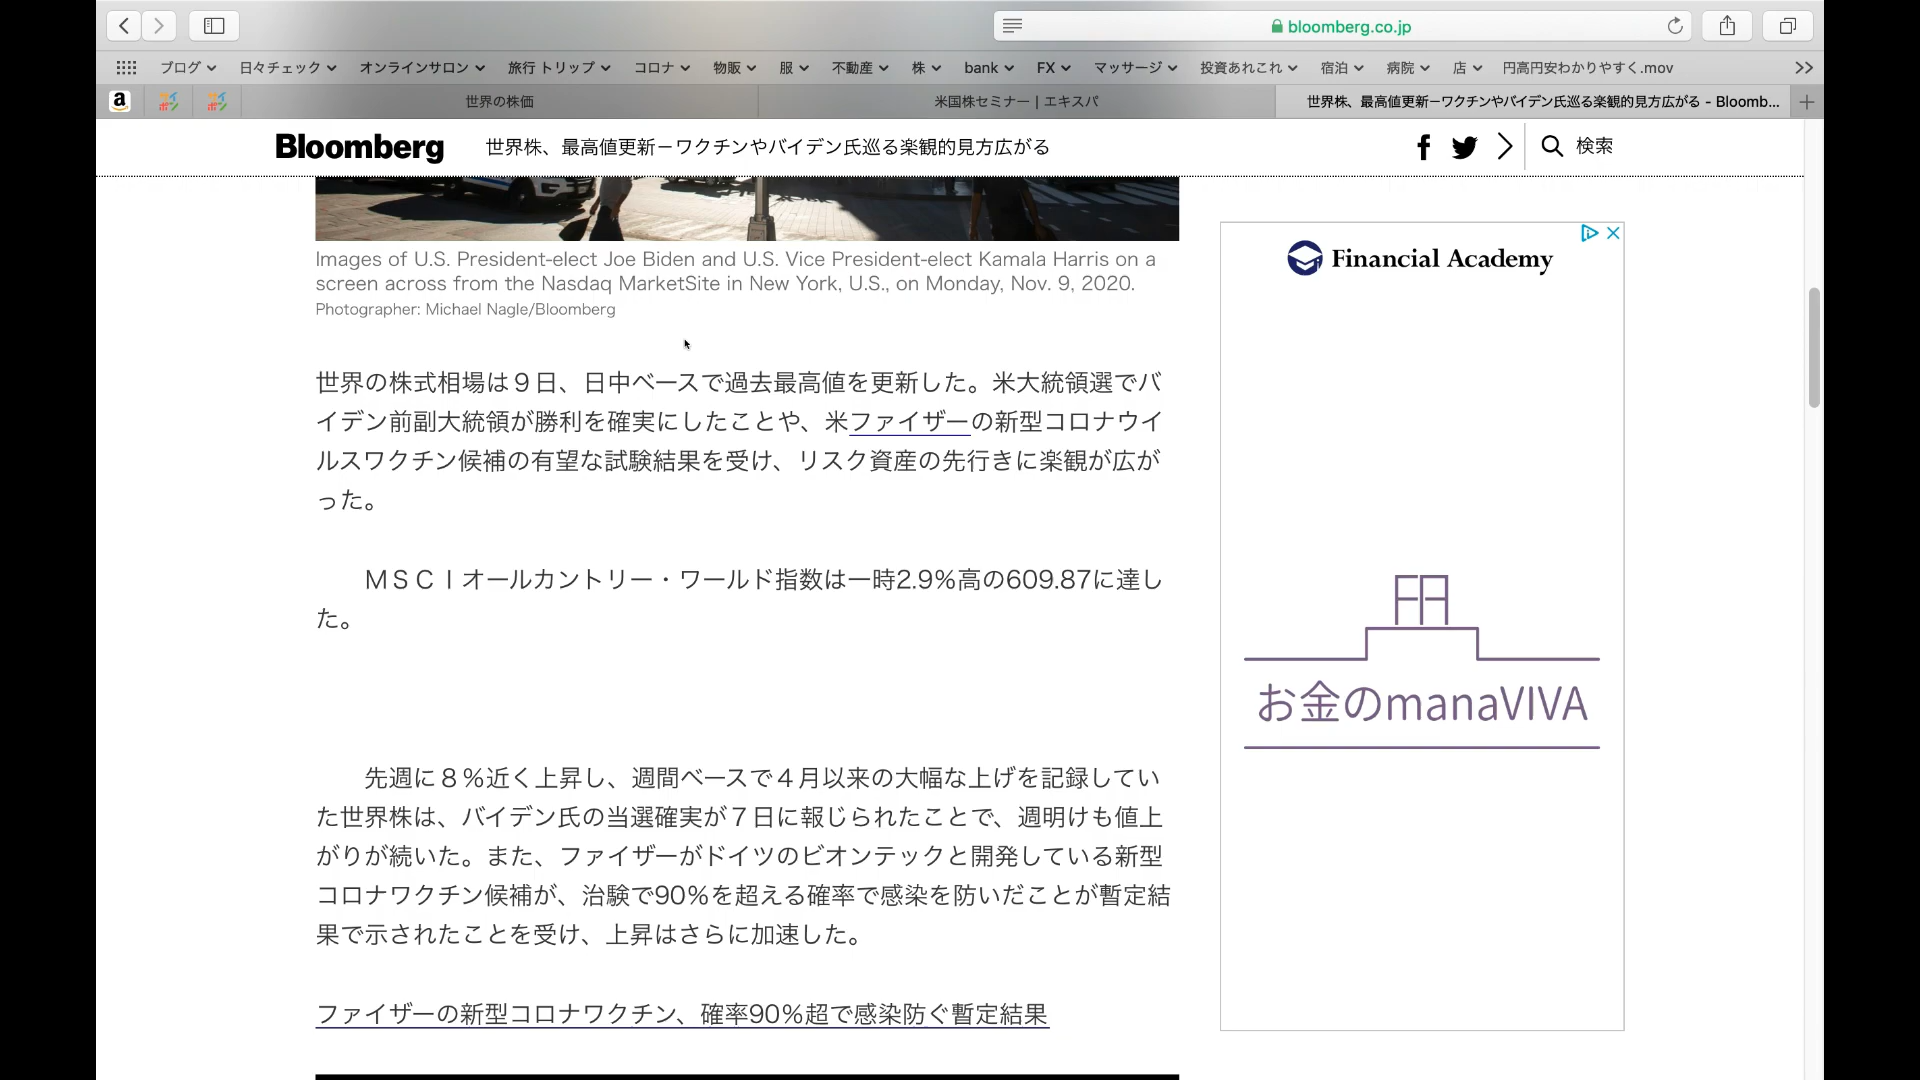 bloomberg.co.jp
ブログ 日々チェック オンラインサロン 旅行トリップ コロナ 物販 服 不動産 株 bank FX マッサージ 投資あれこれ 宿泊 病院 店 円高円安わかりやすく.mov
世界の株価 米国株セミナー | エキスパ 世界株、最高値更新－ワクチンやバイデン氏巡る楽観的見方広がる - Bloomb...
Bloomberg 世界株、最高値更新－ワクチンやバイデン氏巡る楽観的見方広がる 検索
Images of U.S. President-elect Joe Biden and U.S. Vice President-elect Kamala Harris on a
screen across from the Nasdaq MarketSite in New York, U.S., on Monday, Nov. 9, 2020.
Photographer: Michael Nagle/Bloomberg
世界の株式相場は９日、日中ベースで過去最高値を更新した。米大統領選でバ
イデン前副大統領が勝利を確実にしたことや、米ファイザーの新型コロナウイ
ルスワクチン候補の有望な試験結果を受け、リスク資産の先行きに楽観が広が
った。
ＭＳＣＩオールカントリー・ワールド指数は一時2.9％高の609.87に達し
た。
先週に８％近く上昇し、週間ベースで４月以来の大幅な上げを記録してい
た世界株は、バイデン氏の当選確実が７日に報じられたことで、週明けも値上
がりが続いた。また、ファイザーがドイツのビオンテックと開発している新型
コロナワクチン候補が、治験で90％を超える確率で感染を防いだことが暫定結
果で示されたことを受け、上昇はさらに加速した。
ファイザーの新型コロナワクチン、確率90％超で感染防ぐ暫定結果
Financial Academy
お金のmanaVIVA